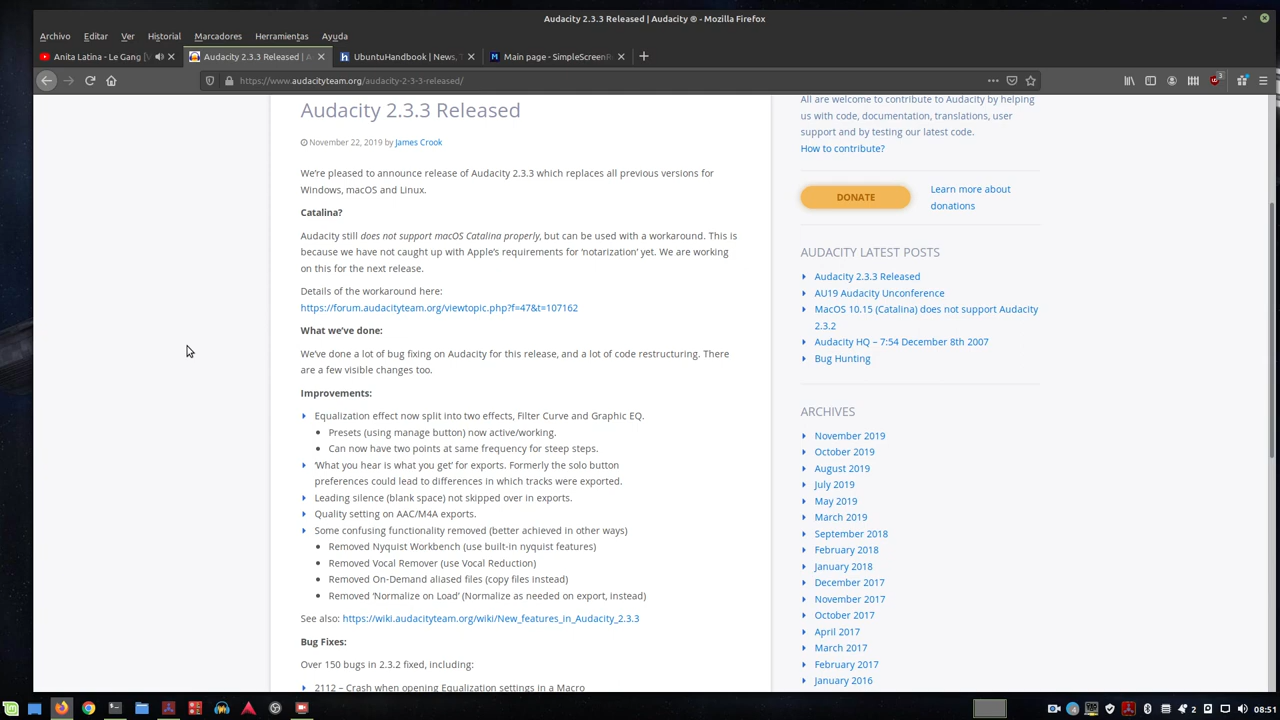 Audacity 2.3.3 Released | Audacity ® - Mozilla Firefox
Archivo Editar Ver Historial Marcadores Herramientas Ayuda
Anita Latina - Le Gang [
Audacity 2.3.3 Released | A
UbuntuHandbook | News, T
Main page - SimpleScreenR
https://www.audacityteam.org/audacity-2-3-3-released/
3
Audacity 2.3.3 Released
November 22, 2019 by James Crook
We're pleased to announce release of Audacity 2.3.3 which replaces all previous versions for
Windows, macOS and Linux.
Catalina?
Audacity still does not support macOS Catalina properly, but can be used with a workaround. This is
because we have not caught up with Apple's requirements for 'notarization' yet. We are working
on this for the next release.
Details of the workaround here:
https://forum.audacityteam.org/viewtopic.php?f=47&t=107162
What we've done:
We've done a lot of bug fixing on Audacity for this release, and a lot of code restructuring. There
are a few visible changes too.
Improvements:
Equalization effect now split into two effects, Filter Curve and Graphic EQ.
Presets (using manage button) now active/working.
Can now have two points at same frequency for steep steps.
'What you hear is what you get' for exports. Formerly the solo button
preferences could lead to differences in which tracks were exported.
Leading silence (blank space) not skipped over in exports.
Quality setting on AAC/M4A exports.
Some confusing functionality removed (better achieved in other ways)
Removed Nyquist Workbench (use built-in nyquist features)
Removed Vocal Remover (use Vocal Reduction)
Removed On-Demand aliased files (copy files instead)
Removed 'Normalize on Load' (Normalize as needed on export, instead)
See also: https://wiki.audacityteam.org/wiki/New_features_in_Audacity_2.3.3
Bug Fixes:
Over 150 bugs in 2.3.2 fixed, including:
2112 – Crash when opening Equalization settings in a Macro
All are welcome to contribute to Audacity by helping
us with code, documentation, translations, user
support and by testing our latest code.
How to contribute?
DONATE
Learn more about
donations
AUDACITY LATEST POSTS
Audacity 2.3.3 Released
AU19 Audacity Unconference
MacOS 10.15 (Catalina) does not support Audacity
2.3.2
Audacity HQ – 7:54 December 8th 2007
Bug Hunting
ARCHIVES
November 2019
October 2019
August 2019
July 2019
May 2019
March 2019
September 2018
February 2018
January 2018
December 2017
November 2017
October 2017
April 2017
March 2017
February 2017
January 2016
2
08:51